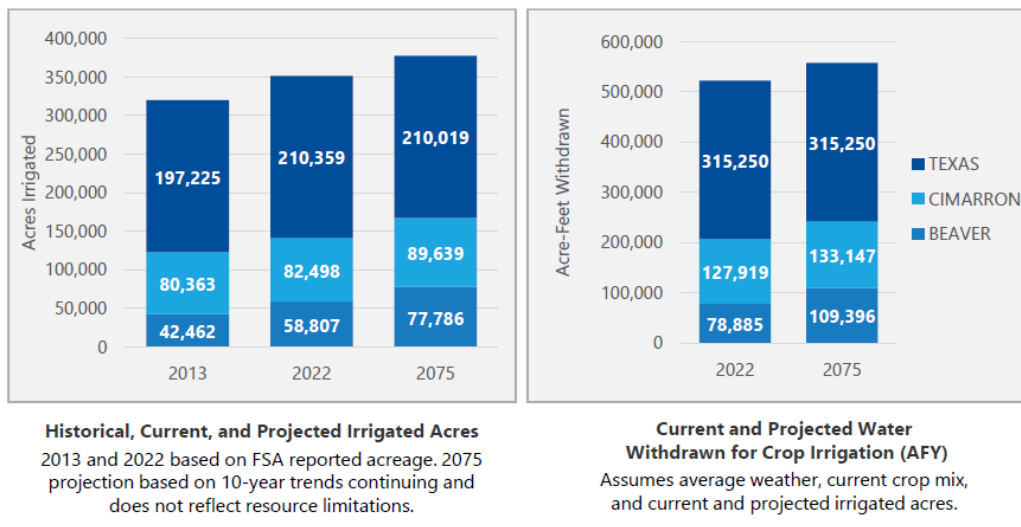 400,000
350,000
300,000
250,000
200,000
150,000
100,000
50,000
0
Acres Irrigated
197,225
80,363
42,462
210,359
82,498
58,807
210,019
89,639
77,786
2013 2022 2075
600,000
500,000
400,000
300,000
200,000
100,000
0
Acre-Feet Withdrawn
315,250
127,919
78,885
315,250
133,147
109,396
2022 2075
TEXAS
CIMARRON
BEAVER
Historical, Current, and Projected Irrigated Acres
2013 and 2022 based on FSA reported acreage. 2075
projection based on 10-year trends continuing and
does not reflect resource limitations.
Current and Projected Water
Withdrawn for Crop Irrigation (AFY)
Assumes average weather, current crop mix,
and current and projected irrigated acres.